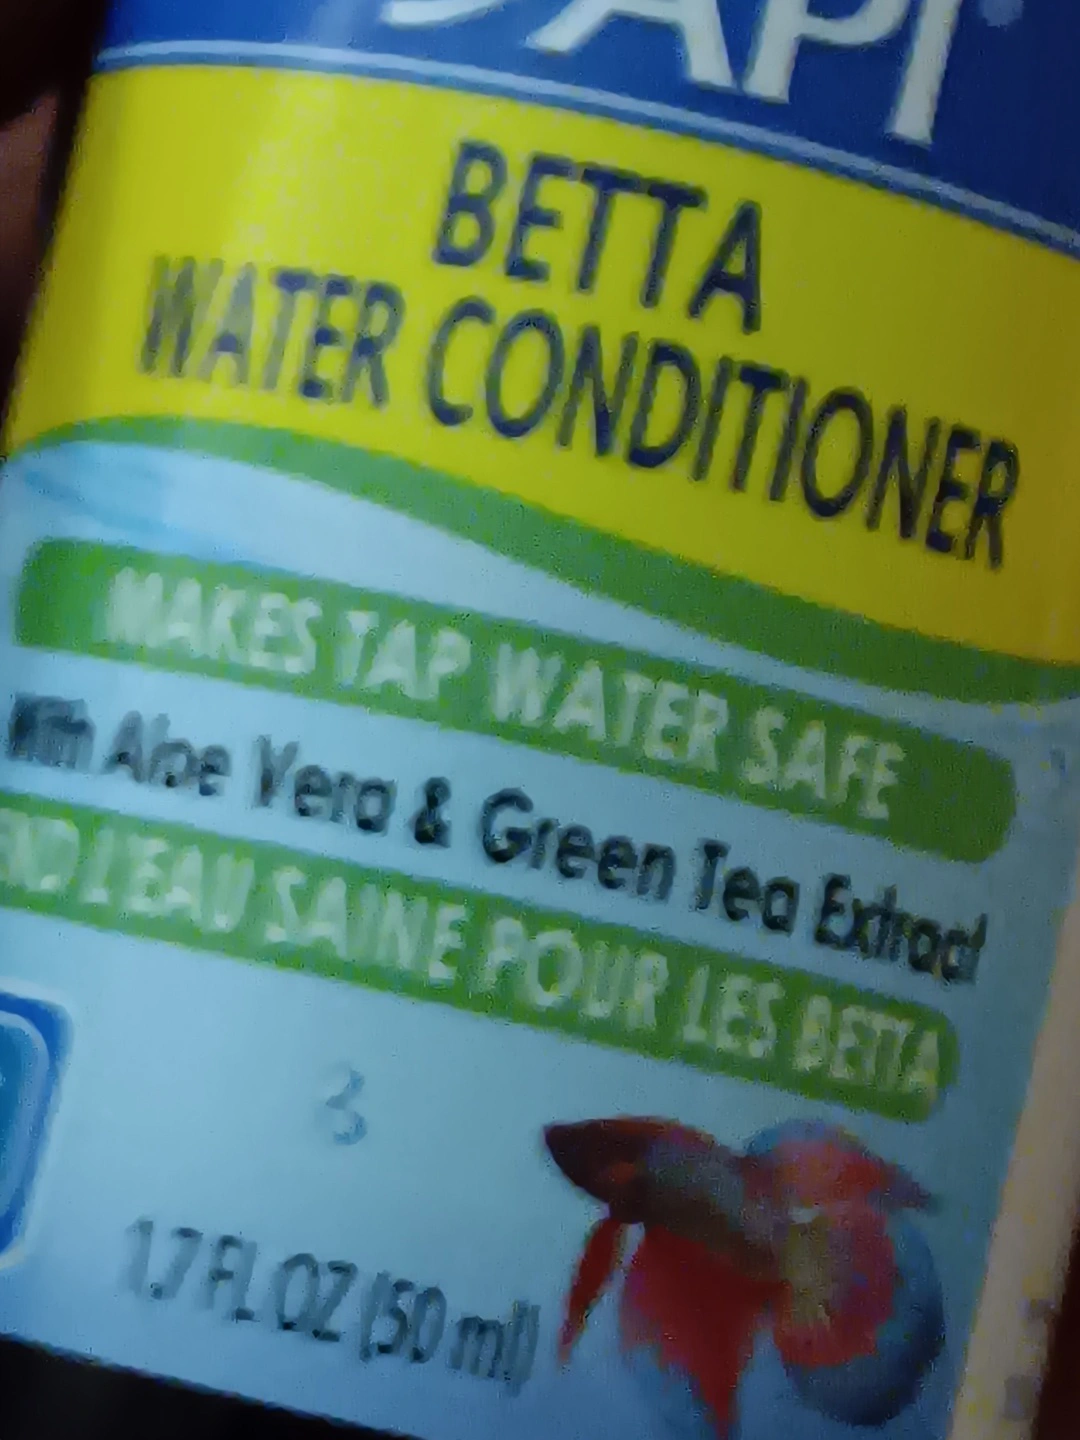 API
BETTA
WATER CONDITIONER
MAKES TAP WATER SAFE
With Aloe Vera & Green Tea Extract
L'EAU SAINE POUR LES BETTA
3
1.7 FL OZ (50 ml)